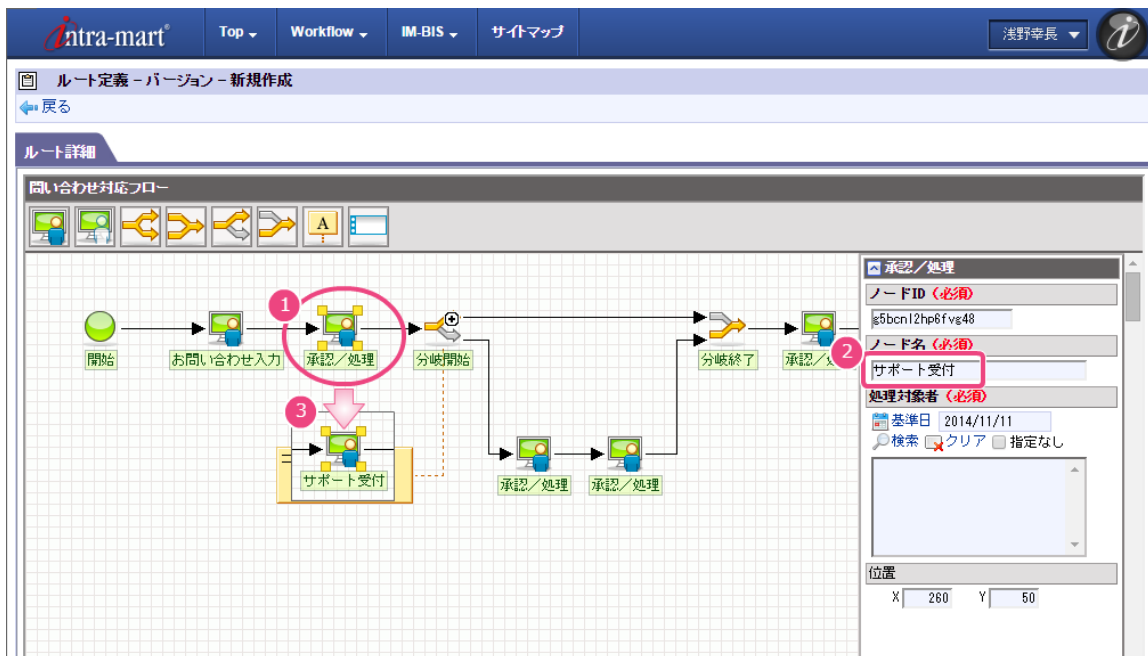 intra-mart® Top Workflow IM-BIS サイトマップ 浅野幸長
ルート定義 - バージョン - 新規作成
戻る
ルート詳細
問い合わせ対応フロー
A
承認／処理
ノードID (必須)
g5bcnl2hp6fvg48
ノード名 (必須)
サポート受付
処理対象者 (必須)
基準日 2014/11/11
検索 クリア 指定なし
位置
X 260 Y 50
1
2
3
開始
お問い合わせ入力
承認／処理
分岐開始
分岐終了
承認／処
サポート受付
承認／処理
承認／処理